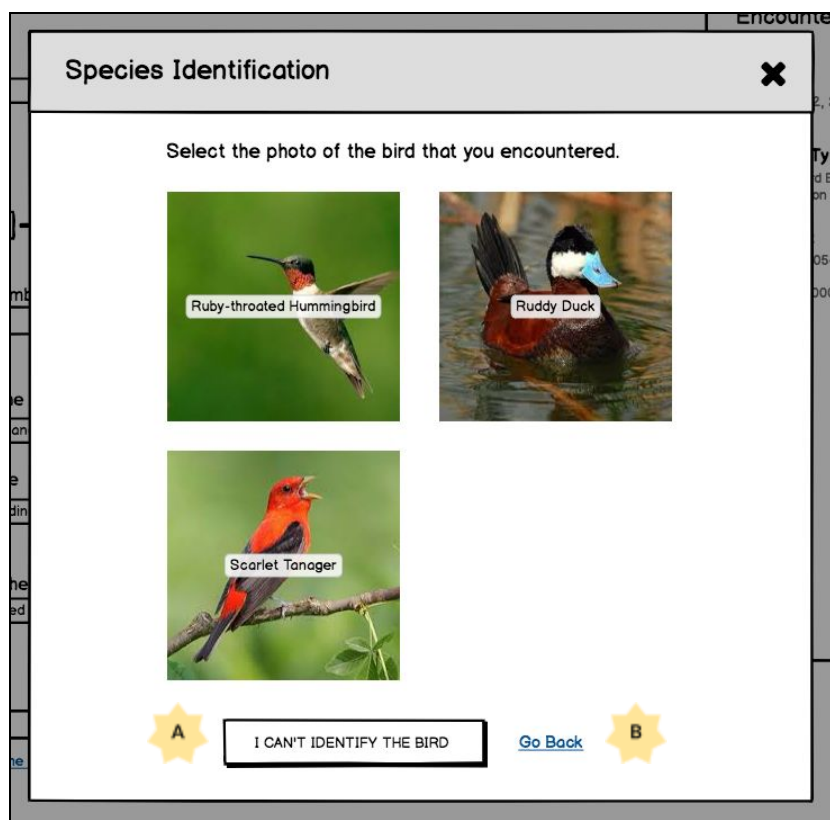 Encounte
Species Identification
Select the photo of the bird that you encountered.
Ruby-throated Hummingbird
Ruddy Duck
Scarlet Tanager
A
I CAN'T IDENTIFY THE BIRD
Go Back
B